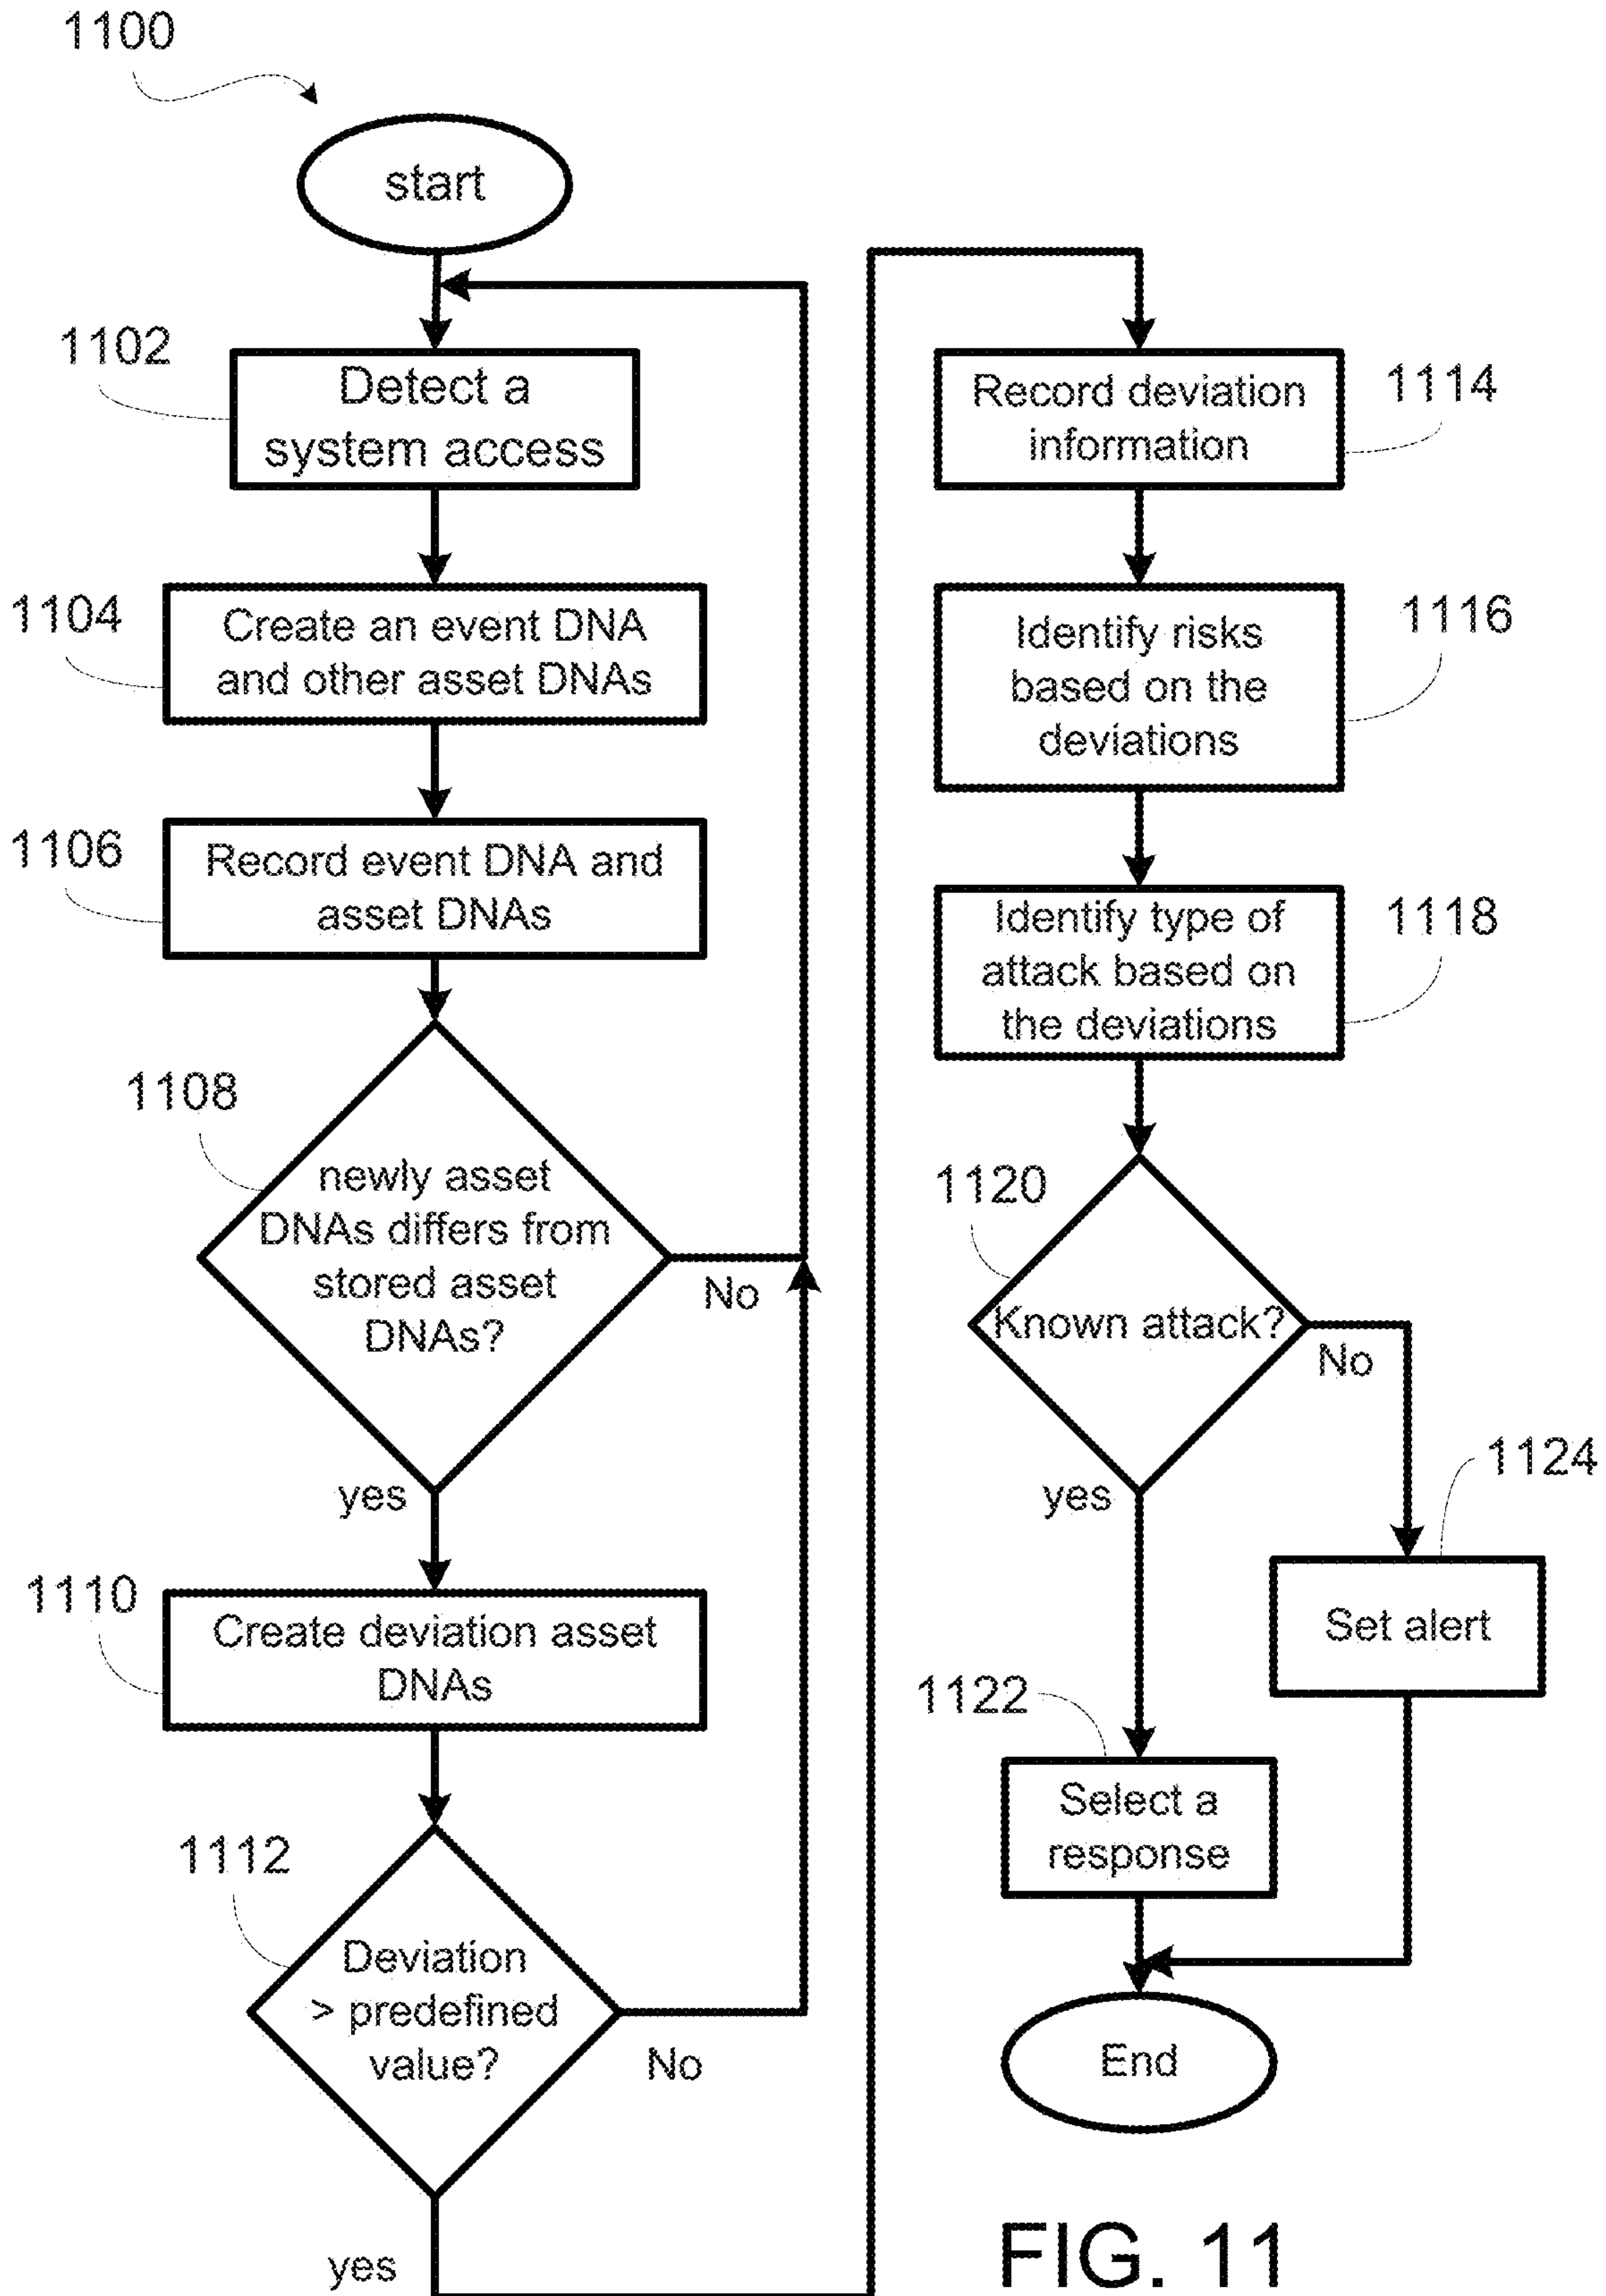 1100
start
1102
Detect a
system access
1104
Create an event DNA
and other asset DNAs
1106
Record event DNA and
asset DNAs
1108
newly asset
DNAs differs from
stored asset
DNAs?
No
yes
1110
Create deviation asset
DNAs
1112
Deviation
> predefined
value?
No
yes
Record deviation
information
1114
Identify risks
based on the
deviations
1116
Identify type of
attack based on
the deviations
1118
1120
Known attack?
No
yes
1124
Set alert
1122
Select a
response
End
FIG. 11